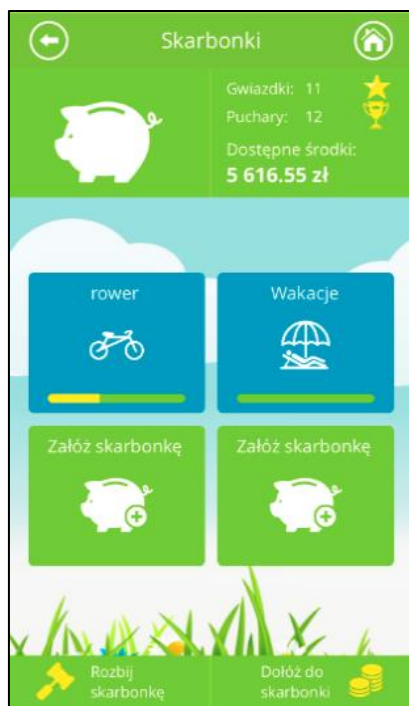 Skarbonki
Gwiazdki: 11
Puchary: 12
Dostępne środki:
5 616.55 zł
rower
Wakacje
Załóż skarbonkę
Załóż skarbonkę
Rozbij
skarbonkę
Dołóż do
skarbonki